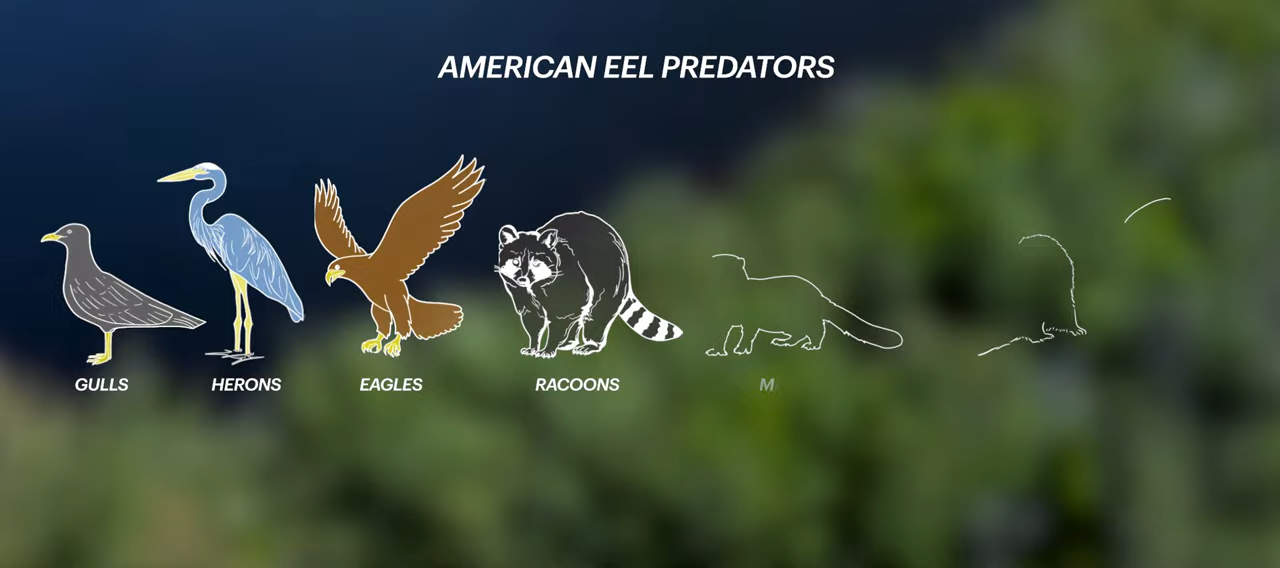 AMERICAN EEL PREDATORS
GULLS
HERONS
EAGLES
RACOONS
M